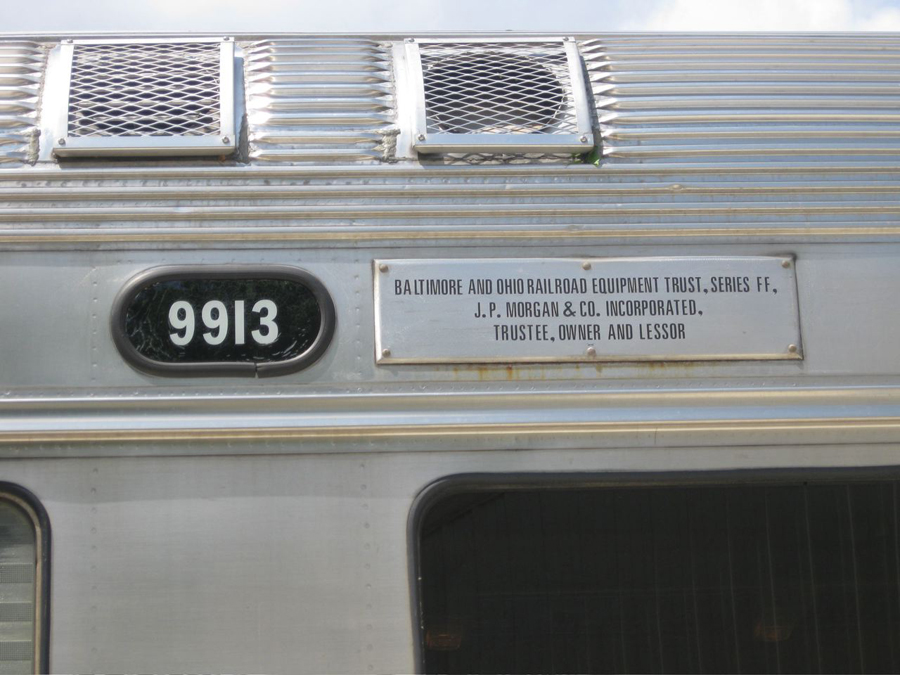 9913
BALTIMORE AND OHIO RAILROAD EQUIPMENT TRUST, SERIES FF,
J.P. MORGAN & CO. INCORPORATED,
TRUSTEE, OWNER AND LESSOR